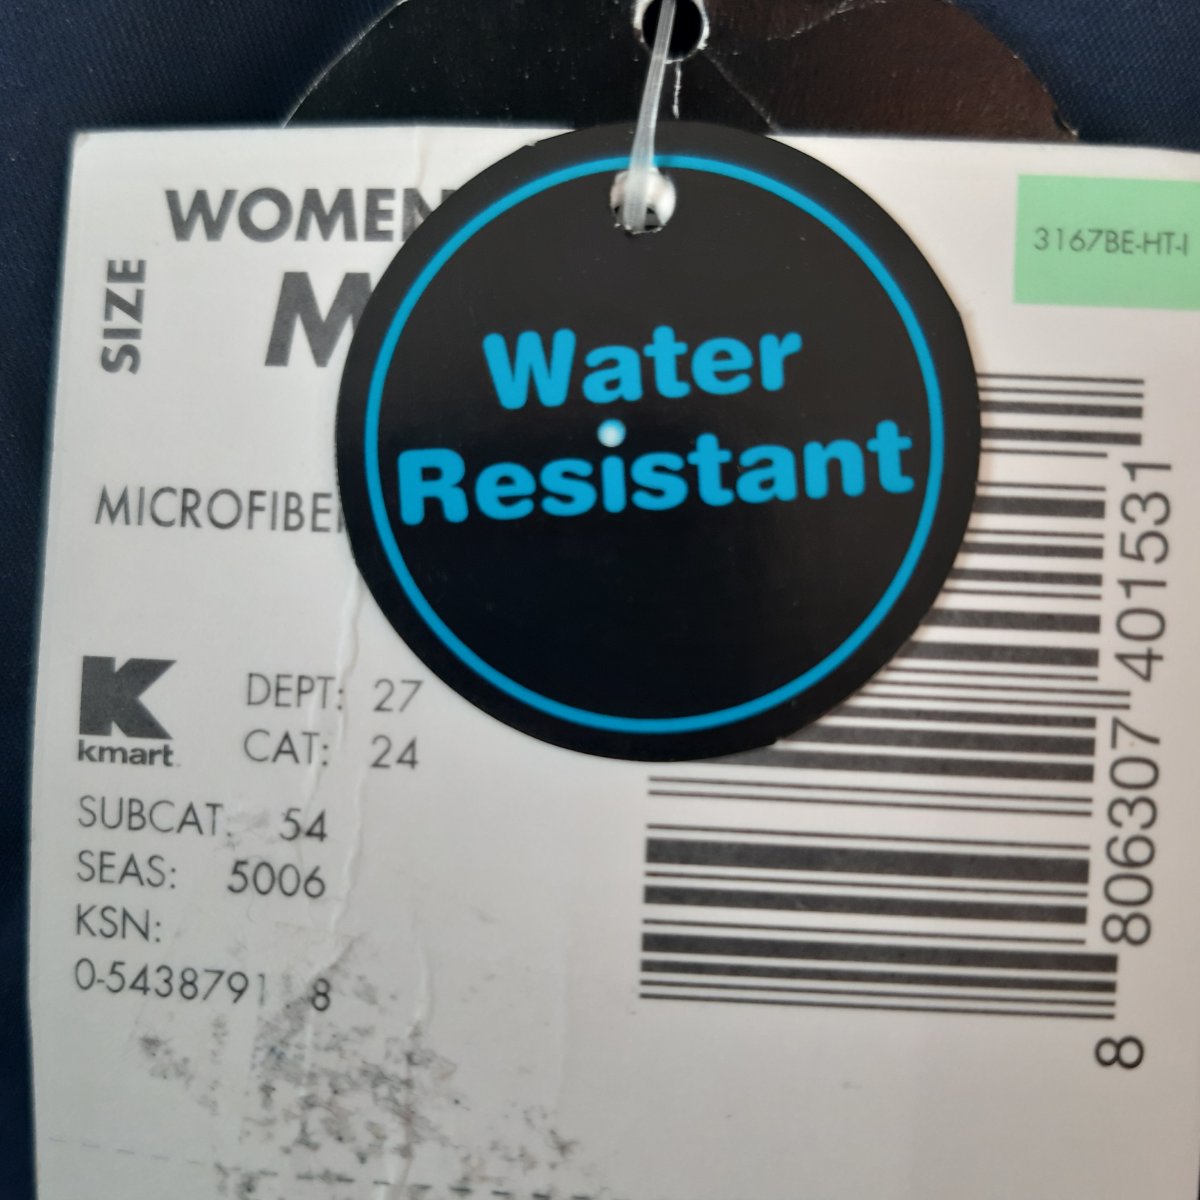 WOMEN
SIZE
M
3167BE-HT-I
Water
Resistant
MICROFIBER
kmart
DEPT: 27
CAT: 24
SUBCAT. 54
SEAS: 5006
KSN:
0-5438791 8
8 806307 401531